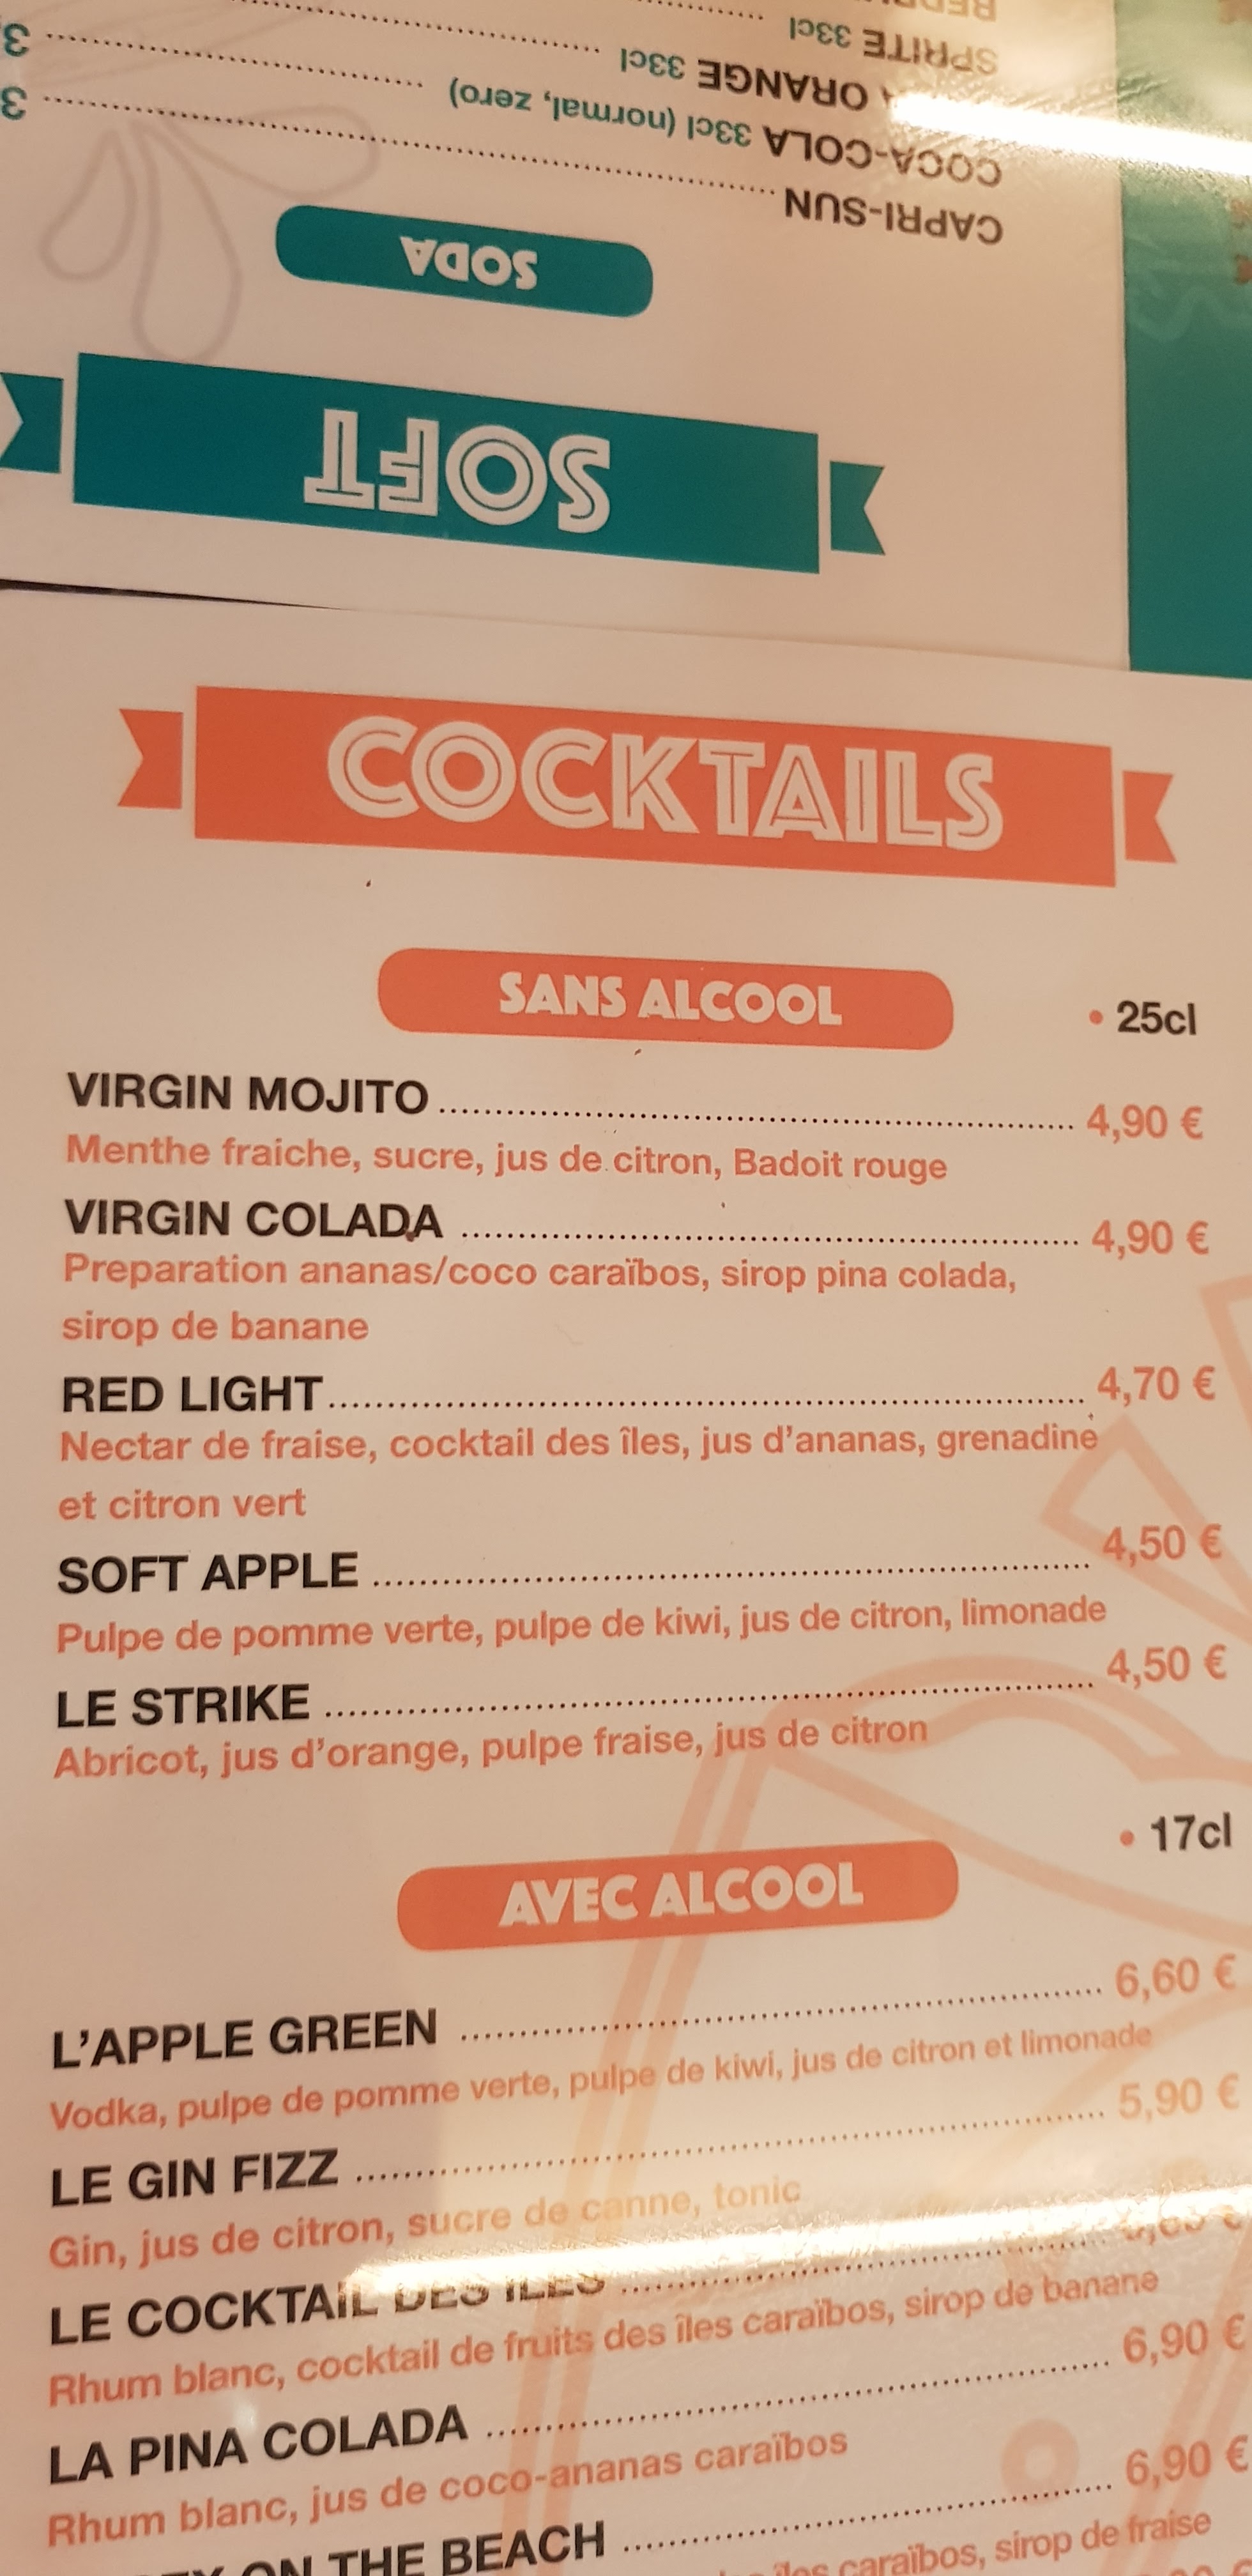 SOFT
SODA
CAPRI-SUN 3
COCA-COLA 33cl (normal, zero) 3
ORANGE 33cl
SPRITE 33cl
COCKTAILS
SANS ALCOOL
• 25cl
VIRGIN MOJITO 4,90 €
Menthe fraiche, sucre, jus de citron, Badoit rouge
VIRGIN COLADA 4,90 €
Preparation ananas/coco caraïbos, sirop pina colada,
sirop de banane
RED LIGHT 4,70 €
Nectar de fraise, cocktail des îles, jus d'ananas, grenadine
et citron vert
SOFT APPLE 4,50 €
Pulpe de pomme verte, pulpe de kiwi, jus de citron, limonade
LE STRIKE 4,50 €
Abricot, jus d'orange, pulpe fraise, jus de citron
• 17cl
AVEC ALCOOL
L'APPLE GREEN 6,60 €
Vodka, pulpe de pomme verte, pulpe de kiwi, jus de citron et limonade
LE GIN FIZZ 5,90 €
Gin, jus de citron, sucre de canne, tonic
LE COCKTAIL DES ILES €
Rhum blanc, cocktail de fruits des îles caraïbos, sirop de banane
LA PINA COLADA 6,90 €
Rhum blanc, jus de coco-ananas caraïbos
ON THE BEACH 6,90 €
caraïbos, sirop de fraise